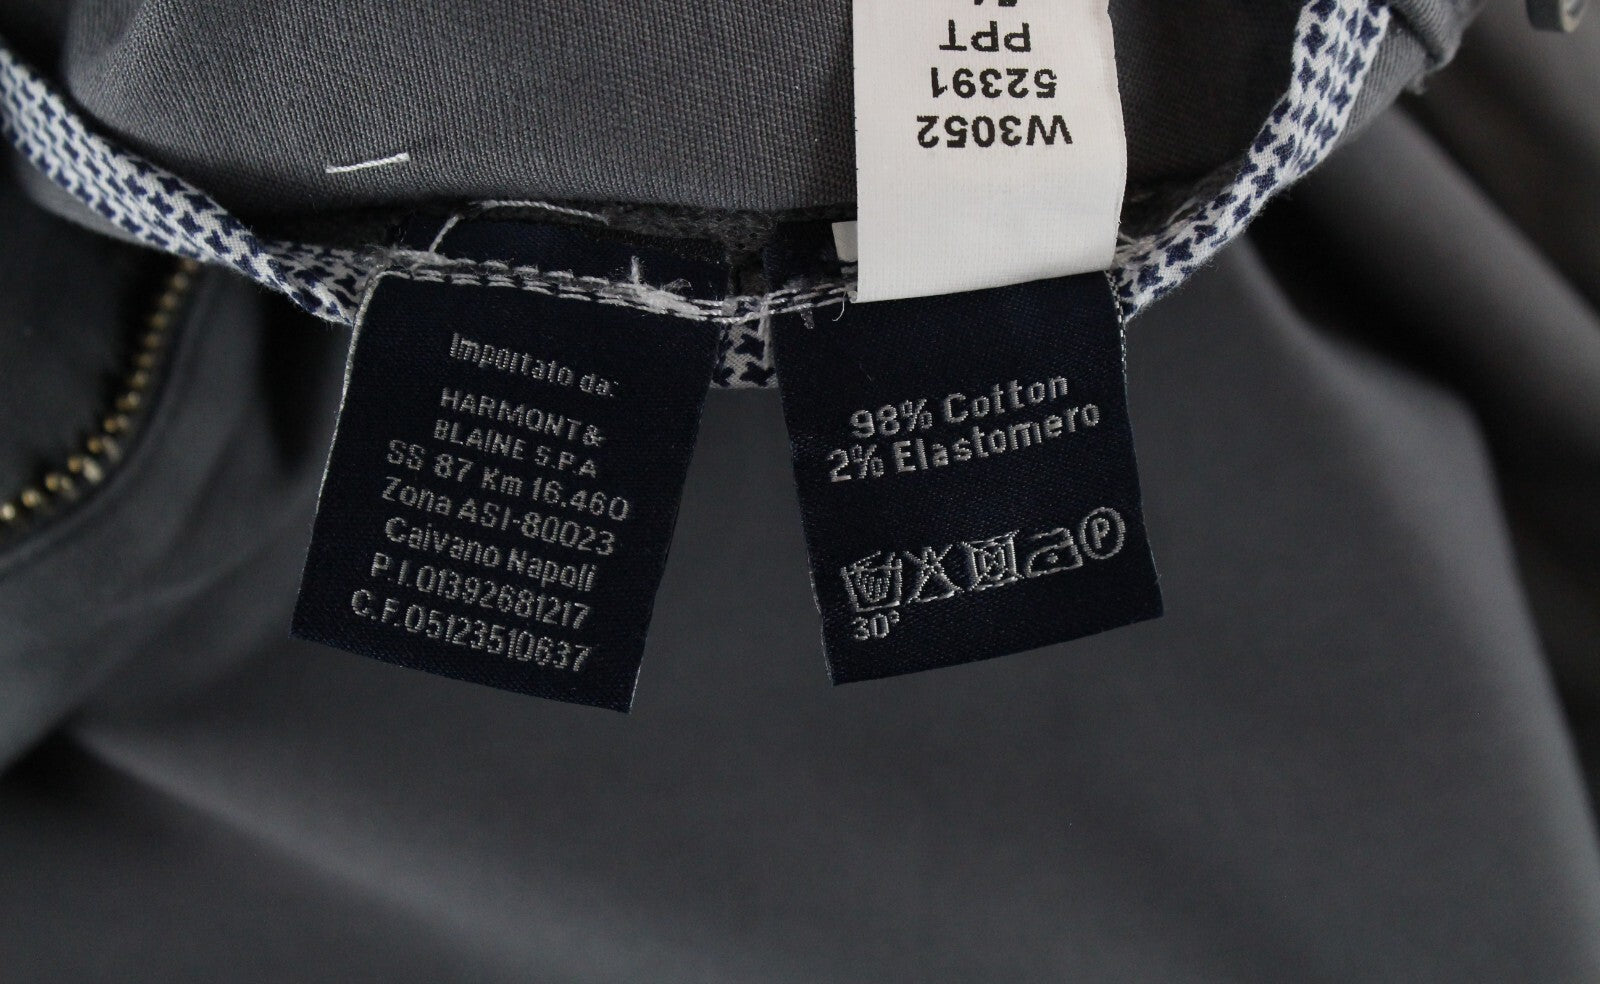 W3052
52391
PPT
Importato da:
HARMONT &
BLAINE S.P.A
SS 87 Km 16.460
Zona ASI-80023
Caivano Napoli
P.I.01392681217
C.F.05123510637
98% Cotton
2% Elastomero
W
P
30°